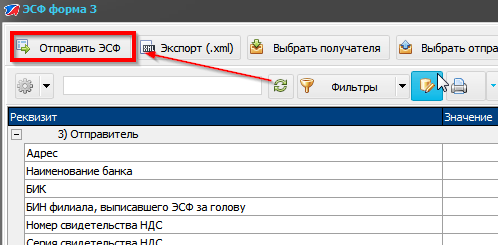 ЭСФ форма 3
Отправить ЭСФ Экспорт (.xml) Выбрать получателя Выбрать отпра
Фильтры
Реквизит Значение
3) Отправитель
Адрес
Наименование банка
БИК
БИН филиала, выписавшего ЭСФ за голову
Номер свидетельства НДС
Серия свидетельства НДС